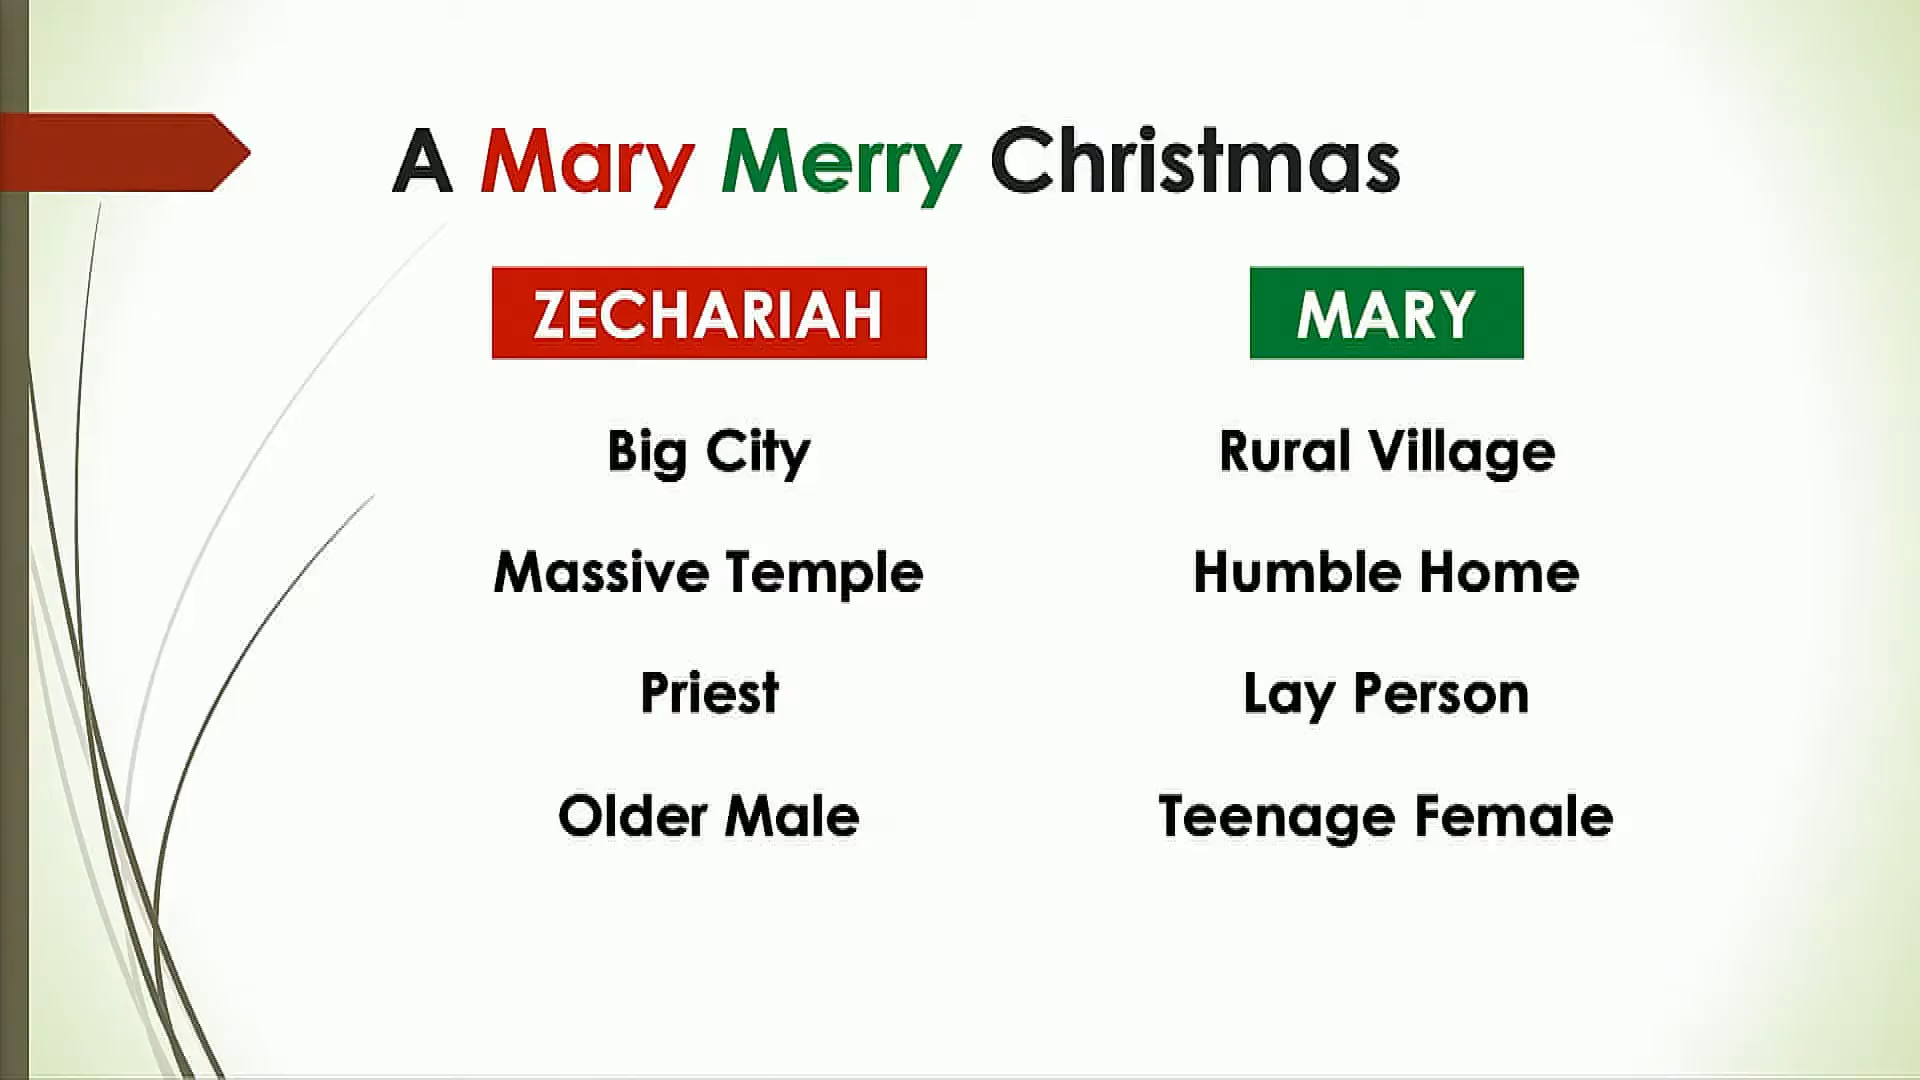 A Mary Merry Christmas
ZECHARIAH
MARY
Big City
Rural Village
Massive Temple
Humble Home
Priest
Lay Person
Older Male
Teenage Female